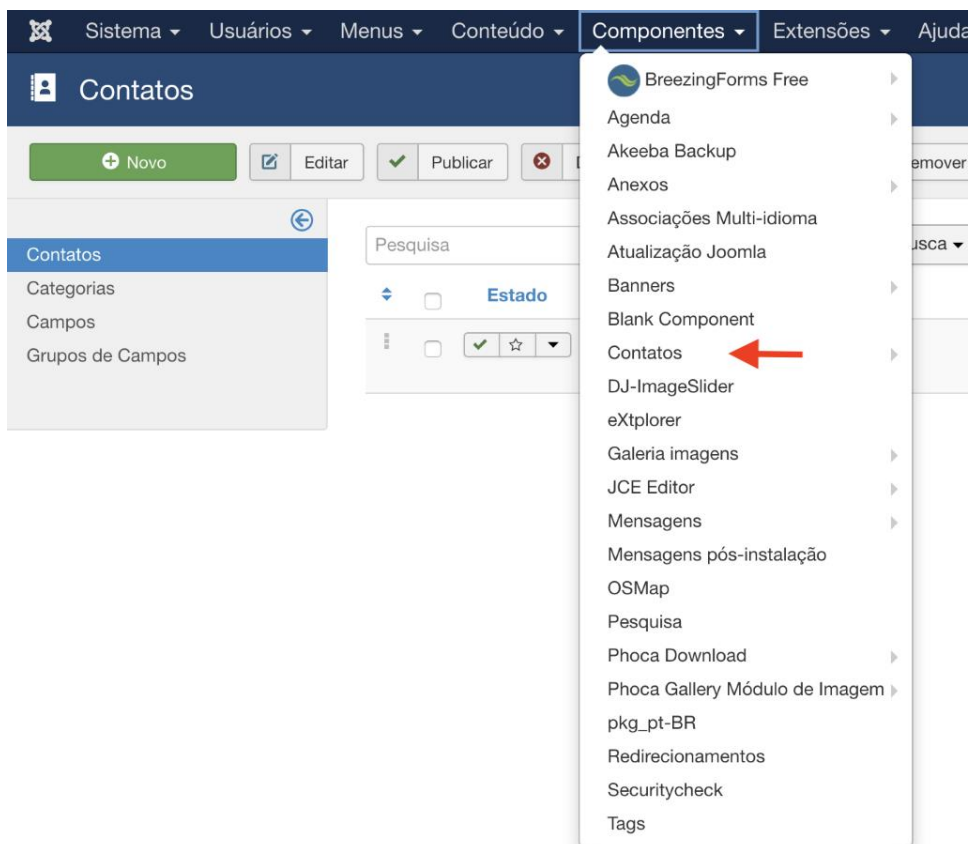 Sistema Usuários Menus Conteúdo Componentes Extensões Ajuda
Contatos
Novo Editar Publicar
Contatos
Categorias
Campos
Grupos de Campos
Pesquisa
Estado
BreezingForms Free
Agenda
Akeeba Backup
Anexos
Associações Multi-idioma
Atualização Joomla
Banners
Blank Component
Contatos
DJ-ImageSlider
eXtplorer
Galeria imagens
JCE Editor
Mensagens
Mensagens pós-instalação
OSMap
Pesquisa
Phoca Download
Phoca Gallery Módulo de Imagem
pkg_pt-BR
Redirecionamentos
Securitycheck
Tags